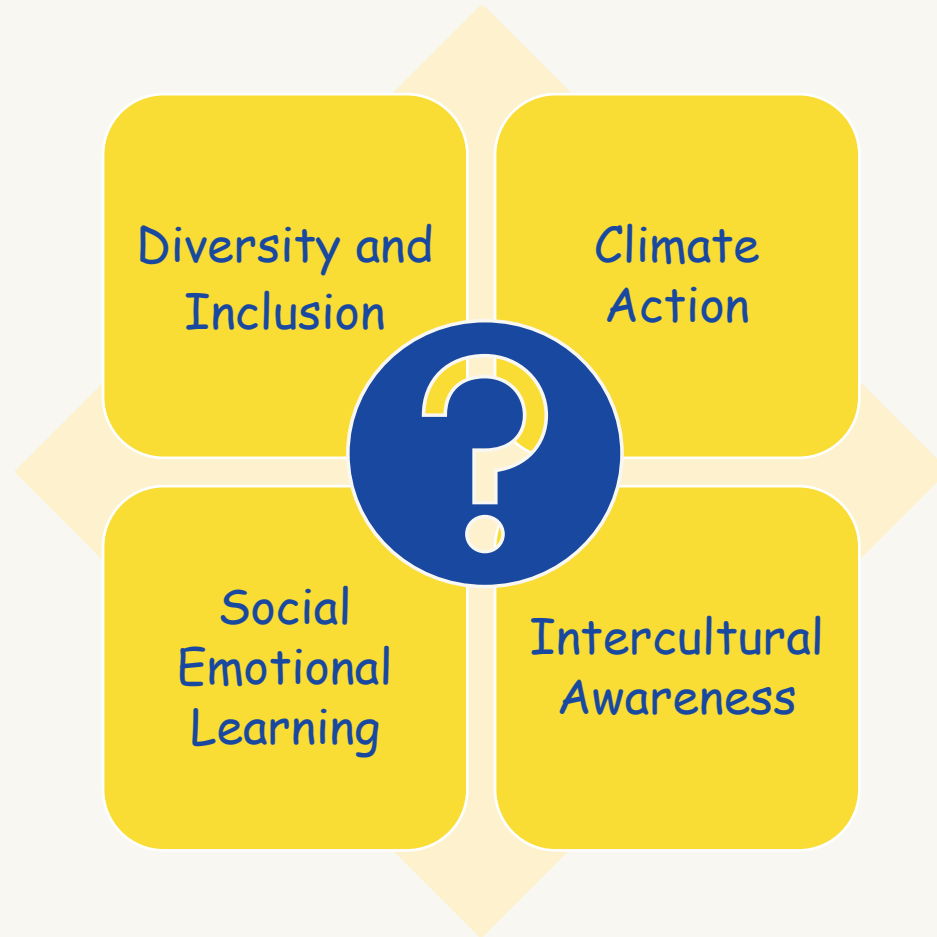 Diversity and
Inclusion
Climate
Action
?
Social
Emotional
Learning
Intercultural
Awareness